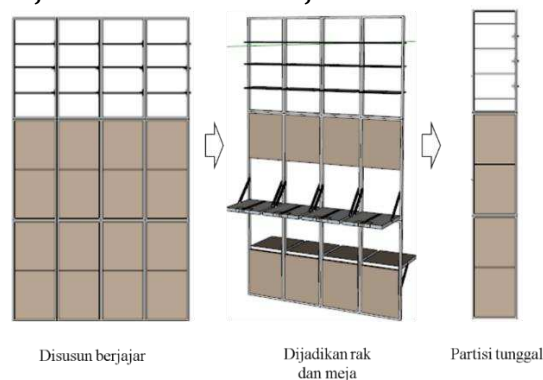 Disusun berjajar
Dijadikan rak
dan meja
Partisi tunggal